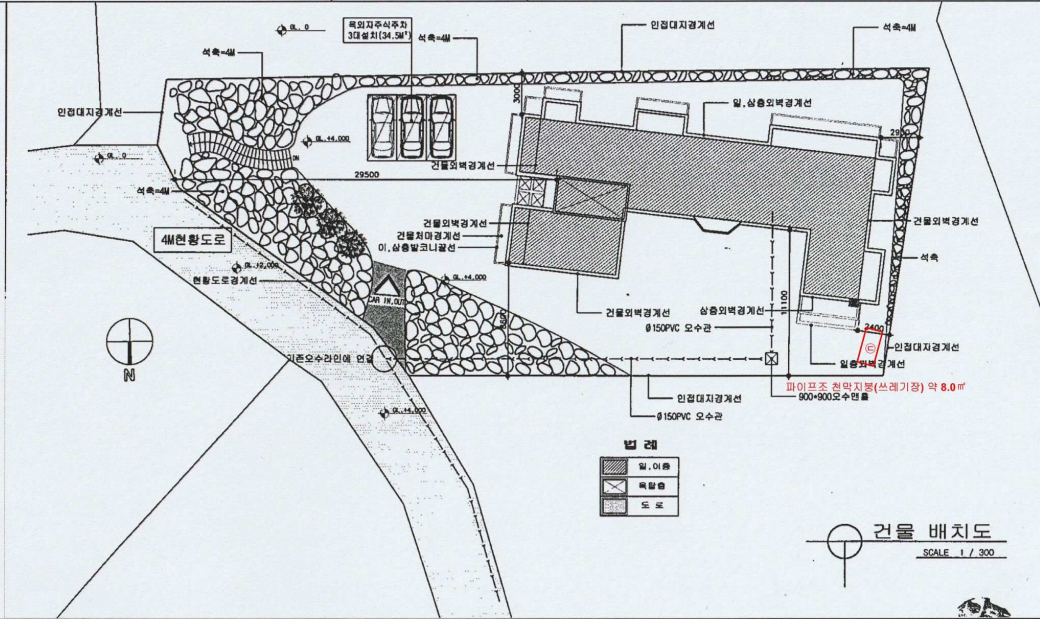 GL. 0
옥외자주식주차
3대설치(34.5M²)
석축=4M
인접대지경계선
석축=4M
석축=4M
인접대지경계선
3000
일,삼층외벽경계선
GL.+4,000
DN
GL. 0
건물외벽경계선
29500
석축=4M
건물외벽경계선
건물외벽경계선
건물처마경계선
이,삼층발코니끝선
4M현황도로
석축
GL.+2,000
현황도로경계선
GL.+4,000
CAR IN,OUT
건물외벽경계선
삼층외벽경계선
11100
Ø150PVC 오수관
2400
ⓒ
인접대지경계선
기존오수라인에 연결
일층외벽경계선
파이프조 천막지붕(쓰레기장) 약 8.0㎡
900*900오수맨홀
인접대지경계선
Ø150PVC 오수관
GL.+4,000
N
범 례
일,이층
옥탑층
도 로
건물 배치도
SCALE 1 / 300